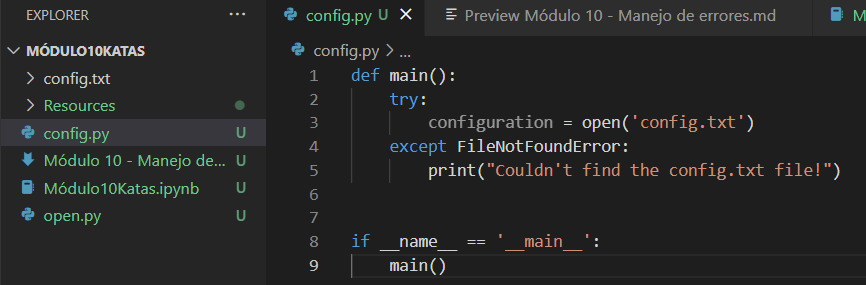 EXPLORER ...
MÓDULO10KATAS
config.txt
Resources
config.py U
Módulo 10 - Manejo de... U
Módulo10Katas.ipynb U
open.py U
config.py U
Preview Módulo 10 - Manejo de errores.md
M
config.py > ...
1 def main():
2 try:
3 configuration = open('config.txt')
4 except FileNotFoundError:
5 print("Couldn't find the config.txt file!")
6
7
8 if __name__ == '__main__':
9 main()